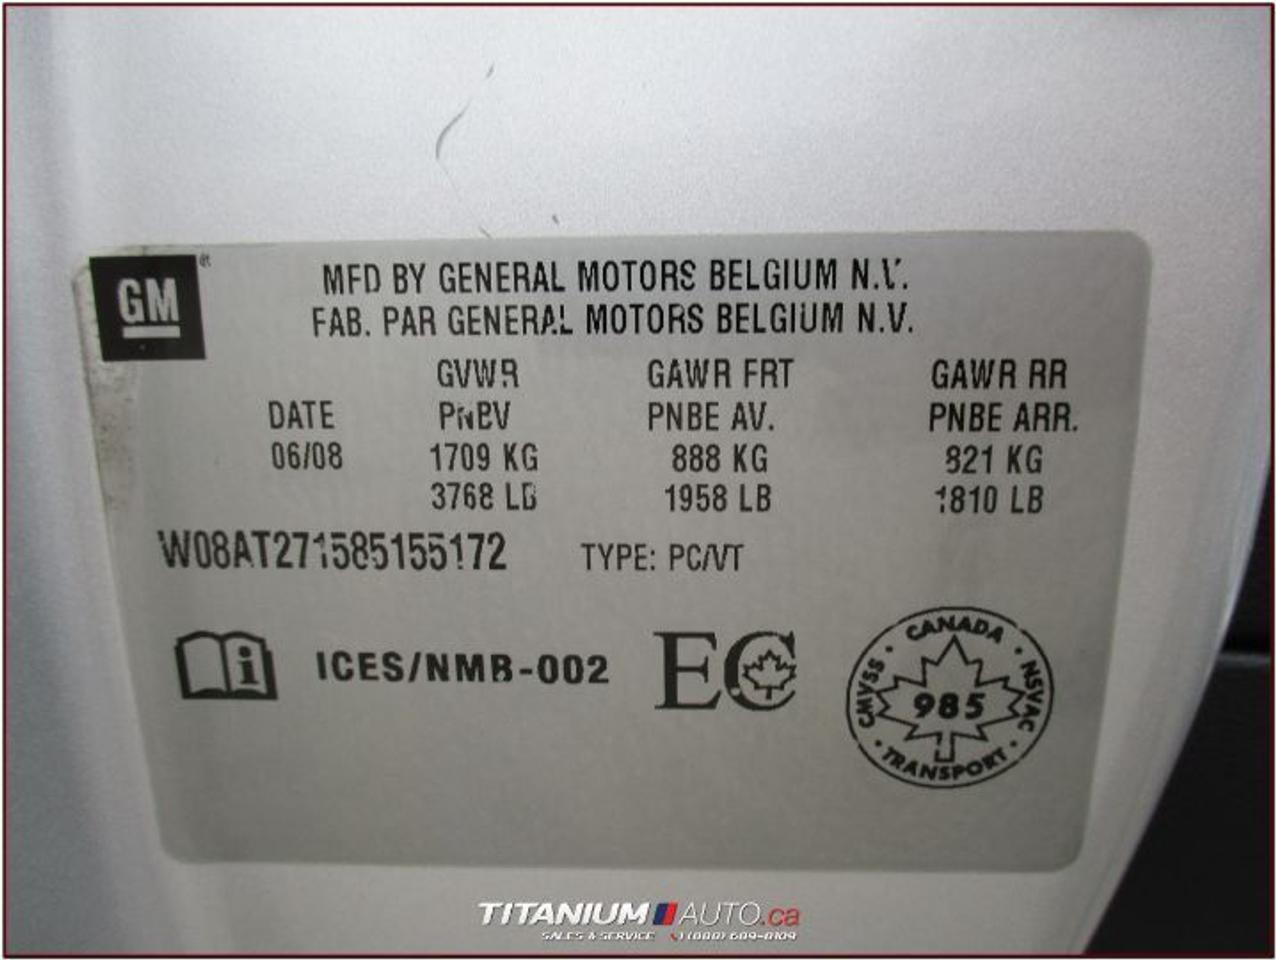 GM
MFD BY GENERAL MOTORS BELGIUM N.V.
FAB. PAR GENERAL MOTORS BELGIUM N.V.
GVWR GAWR FRT GAWR RR
DATE PNBV PNBE AV. PNBE ARR.
06/08 1709 KG 888 KG 821 KG
3768 LB 1958 LB 1810 LB
W08AT271585155172 TYPE: PC/VT
i ICES/NMB-002 EC
CANADA
CMVSS 985 NSVAC
TRANSPORT
TITANIUM AUTO.ca
SALES & SERVICE